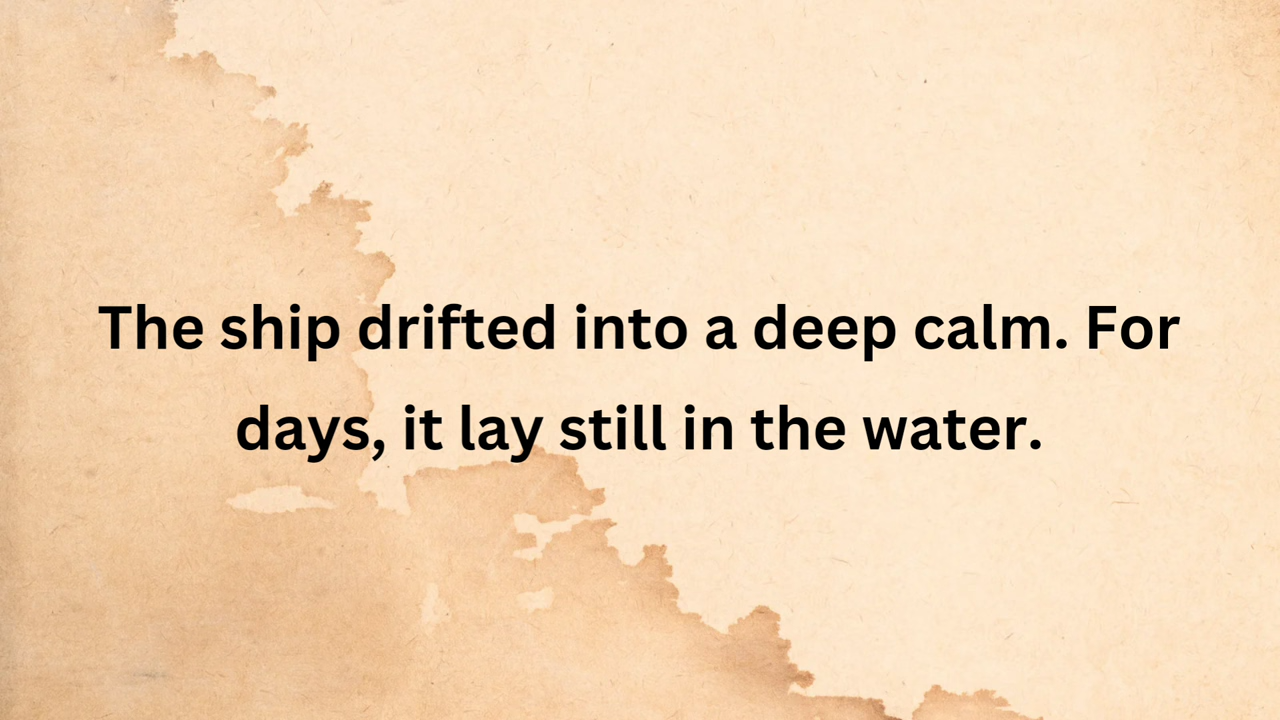 The ship drifted into a deep calm. For
days, it lay still in the water.